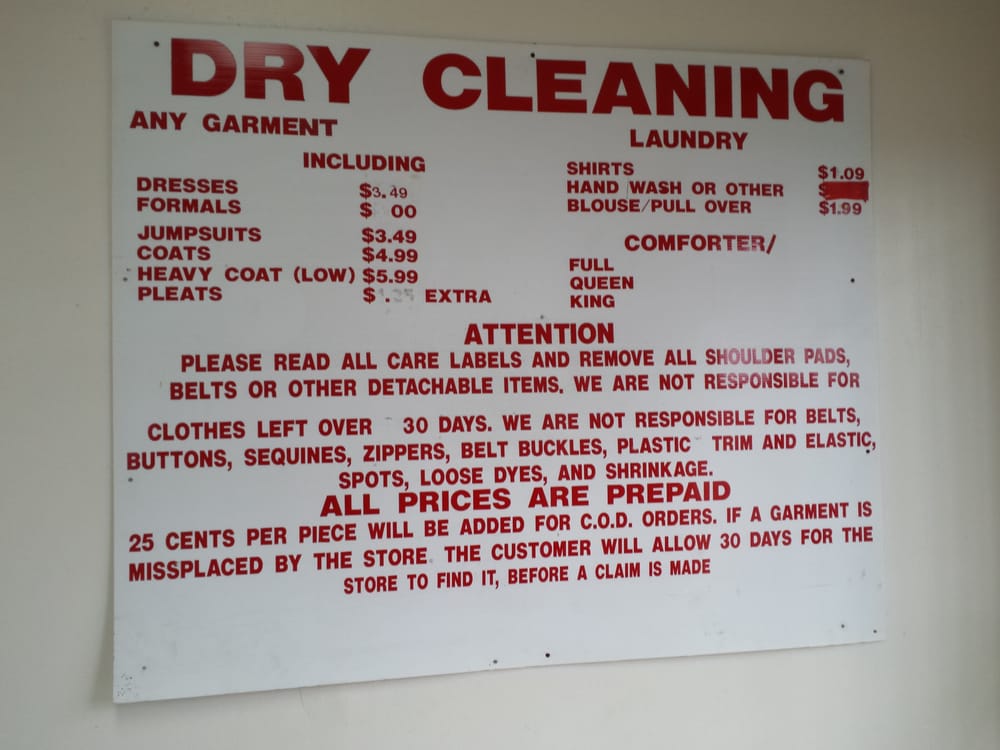 DRY CLEANING
ANY GARMENT
INCLUDING
DRESSES $3.49
FORMALS $ 00
JUMPSUITS $3.49
COATS $4.99
HEAVY COAT (LOW) $5.99
PLEATS $ . EXTRA
LAUNDRY
SHIRTS $1.09
HAND WASH OR OTHER $
BLOUSE/PULL OVER $1.99
COMFORTER/
FULL
QUEEN
KING
ATTENTION
PLEASE READ ALL CARE LABELS AND REMOVE ALL SHOULDER PADS,
BELTS OR OTHER DETACHABLE ITEMS. WE ARE NOT RESPONSIBLE FOR
CLOTHES LEFT OVER 30 DAYS. WE ARE NOT RESPONSIBLE FOR BELTS,
BUTTONS, SEQUINES, ZIPPERS, BELT BUCKLES, PLASTIC TRIM AND ELASTIC,
SPOTS, LOOSE DYES, AND SHRINKAGE.
ALL PRICES ARE PREPAID
25 CENTS PER PIECE WILL BE ADDED FOR C.O.D. ORDERS. IF A GARMENT IS
MISSPLACED BY THE STORE THE CUSTOMER WILL ALLOW 30 DAYS FOR THE
STORE TO FIND IT, BEFORE A CLAIM IS MADE